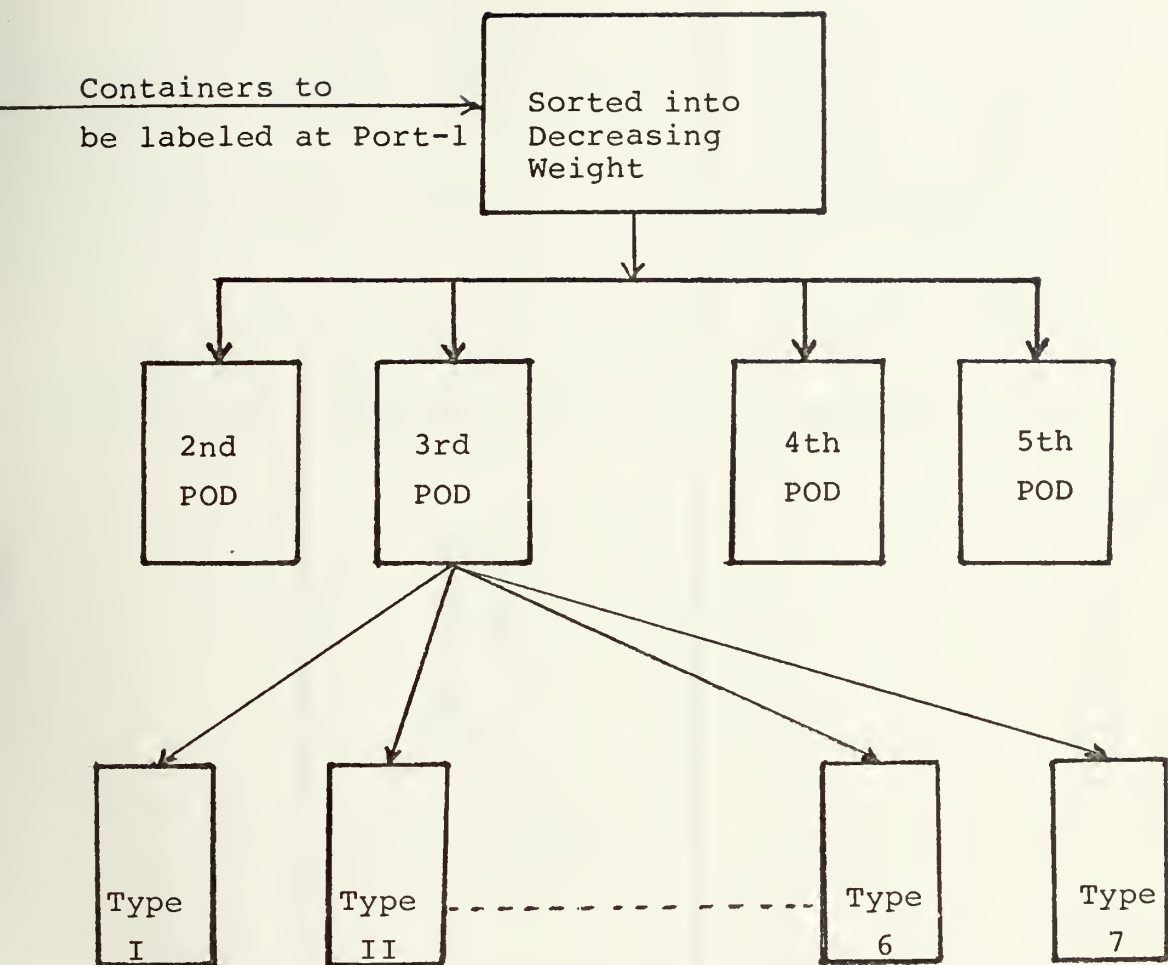 Containers to
be labeled at Port-1
Sorted into
Decreasing
Weight
2nd
POD
3rd
POD
4th
POD
5th
POD
Type
I
Type
II
Type
6
Type
7